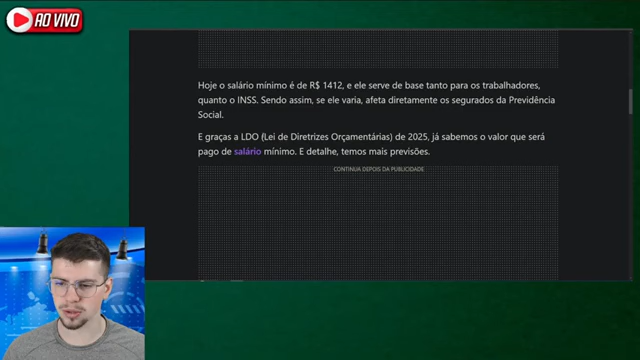 AO VIVO
Hoje o salário mínimo é de R$ 1412, e ele serve de base tanto para os trabalhadores,
quanto o INSS. Sendo assim, se ele varia, afeta diretamente os segurados da Previdência
Social.
E graças a LDO (Lei de Diretrizes Orçamentárias) de 2025, já sabemos o valor que será
pago de salário mínimo. E detalhe, temos mais previsões.
CONTINUA DEPOIS DA PUBLICIDADE